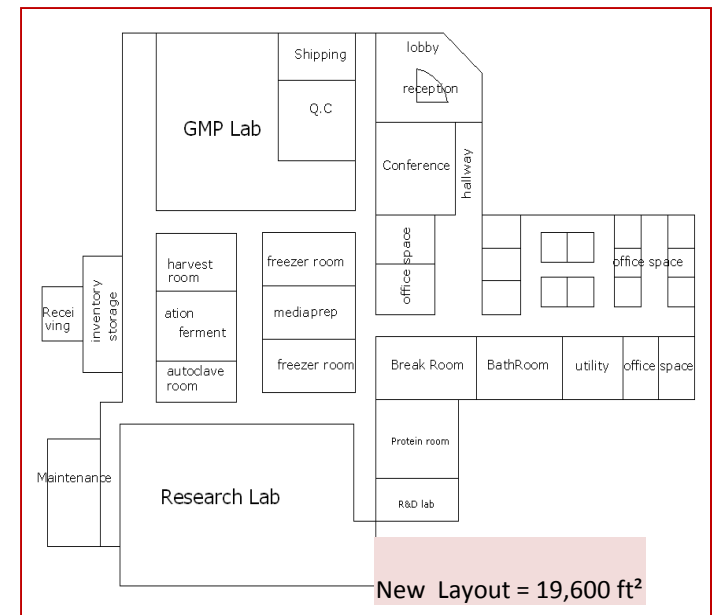 Shipping
lobby
reception
Q.C
GMP Lab
Conference
hallway
office space
harvest
room
freezer room
office space
Recei
ving
inventory
storage
ation
ferment
mediaprep
autoclave
room
freezer room
Break Room
BathRoom
utility
office
space
Protein room
Maintenance
Research Lab
R&D lab
New Layout = 19,600 ft²